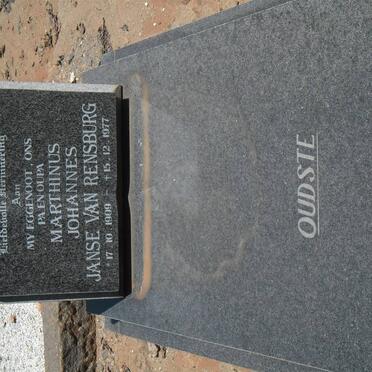 Liefdevolle Herinnering
Aan
MY EGGENOOT, ONS
PA EN OUPA
MARTHINUS
JOHANNES
JANSE VAN RENSBURG
* 17.10.1909 - 15.12.1977
OUDSTE